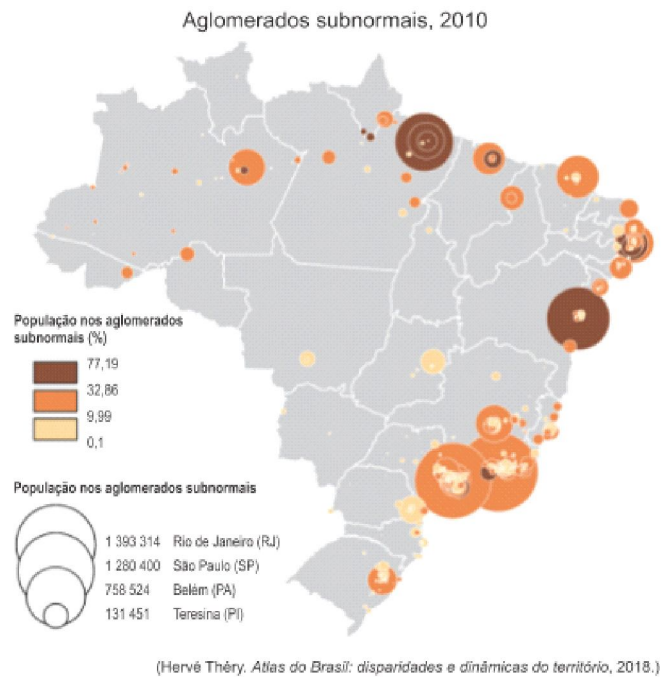 Aglomerados subnormais, 2010
População nos aglomerados
subnormais (%)
77,19
32,86
9,99
0,1
População nos aglomerados subnormais
1 393 314 Rio de Janeiro (RJ)
1 280 400 São Paulo (SP)
758 524 Belém (PA)
131 451 Teresina (PI)
(Hervé Théry. Atlas do Brasil: disparidades e dinâmicas do território, 2018.)